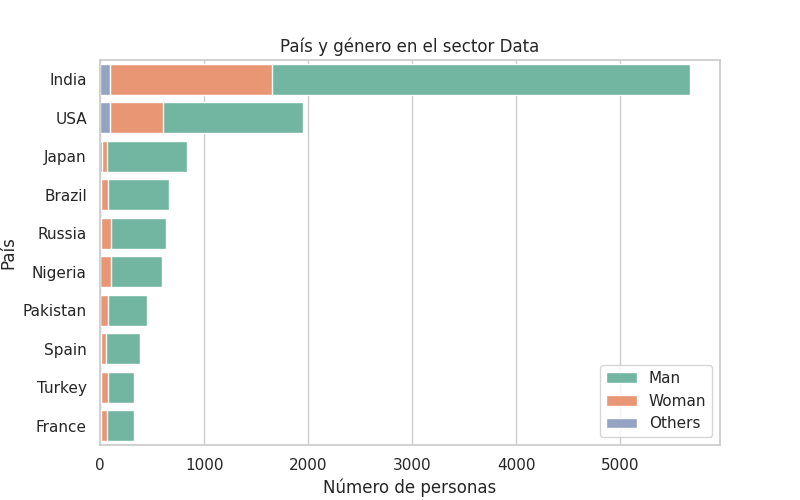 País y género en el sector Data
País
India
USA
Japan
Brazil
Russia
Nigeria
Pakistan
Spain
Turkey
France
Man
Woman
Others
0 1000 2000 3000 4000 5000
Número de personas